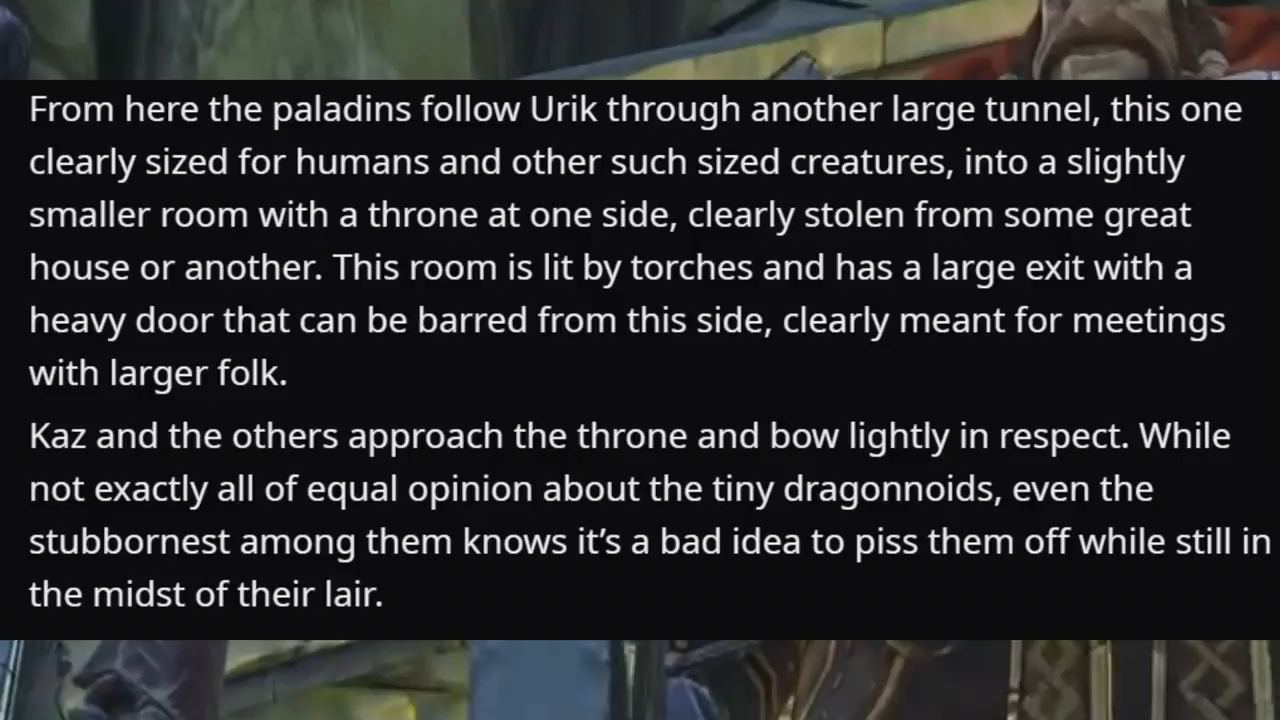 From here the paladins follow Urik through another large tunnel, this one
clearly sized for humans and other such sized creatures, into a slightly
smaller room with a throne at one side, clearly stolen from some great
house or another. This room is lit by torches and has a large exit with a
heavy door that can be barred from this side, clearly meant for meetings
with larger folk.
Kaz and the others approach the throne and bow lightly in respect. While
not exactly all of equal opinion about the tiny dragonnoids, even the
stubbornest among them knows it’s a bad idea to piss them off while still in
the midst of their lair.